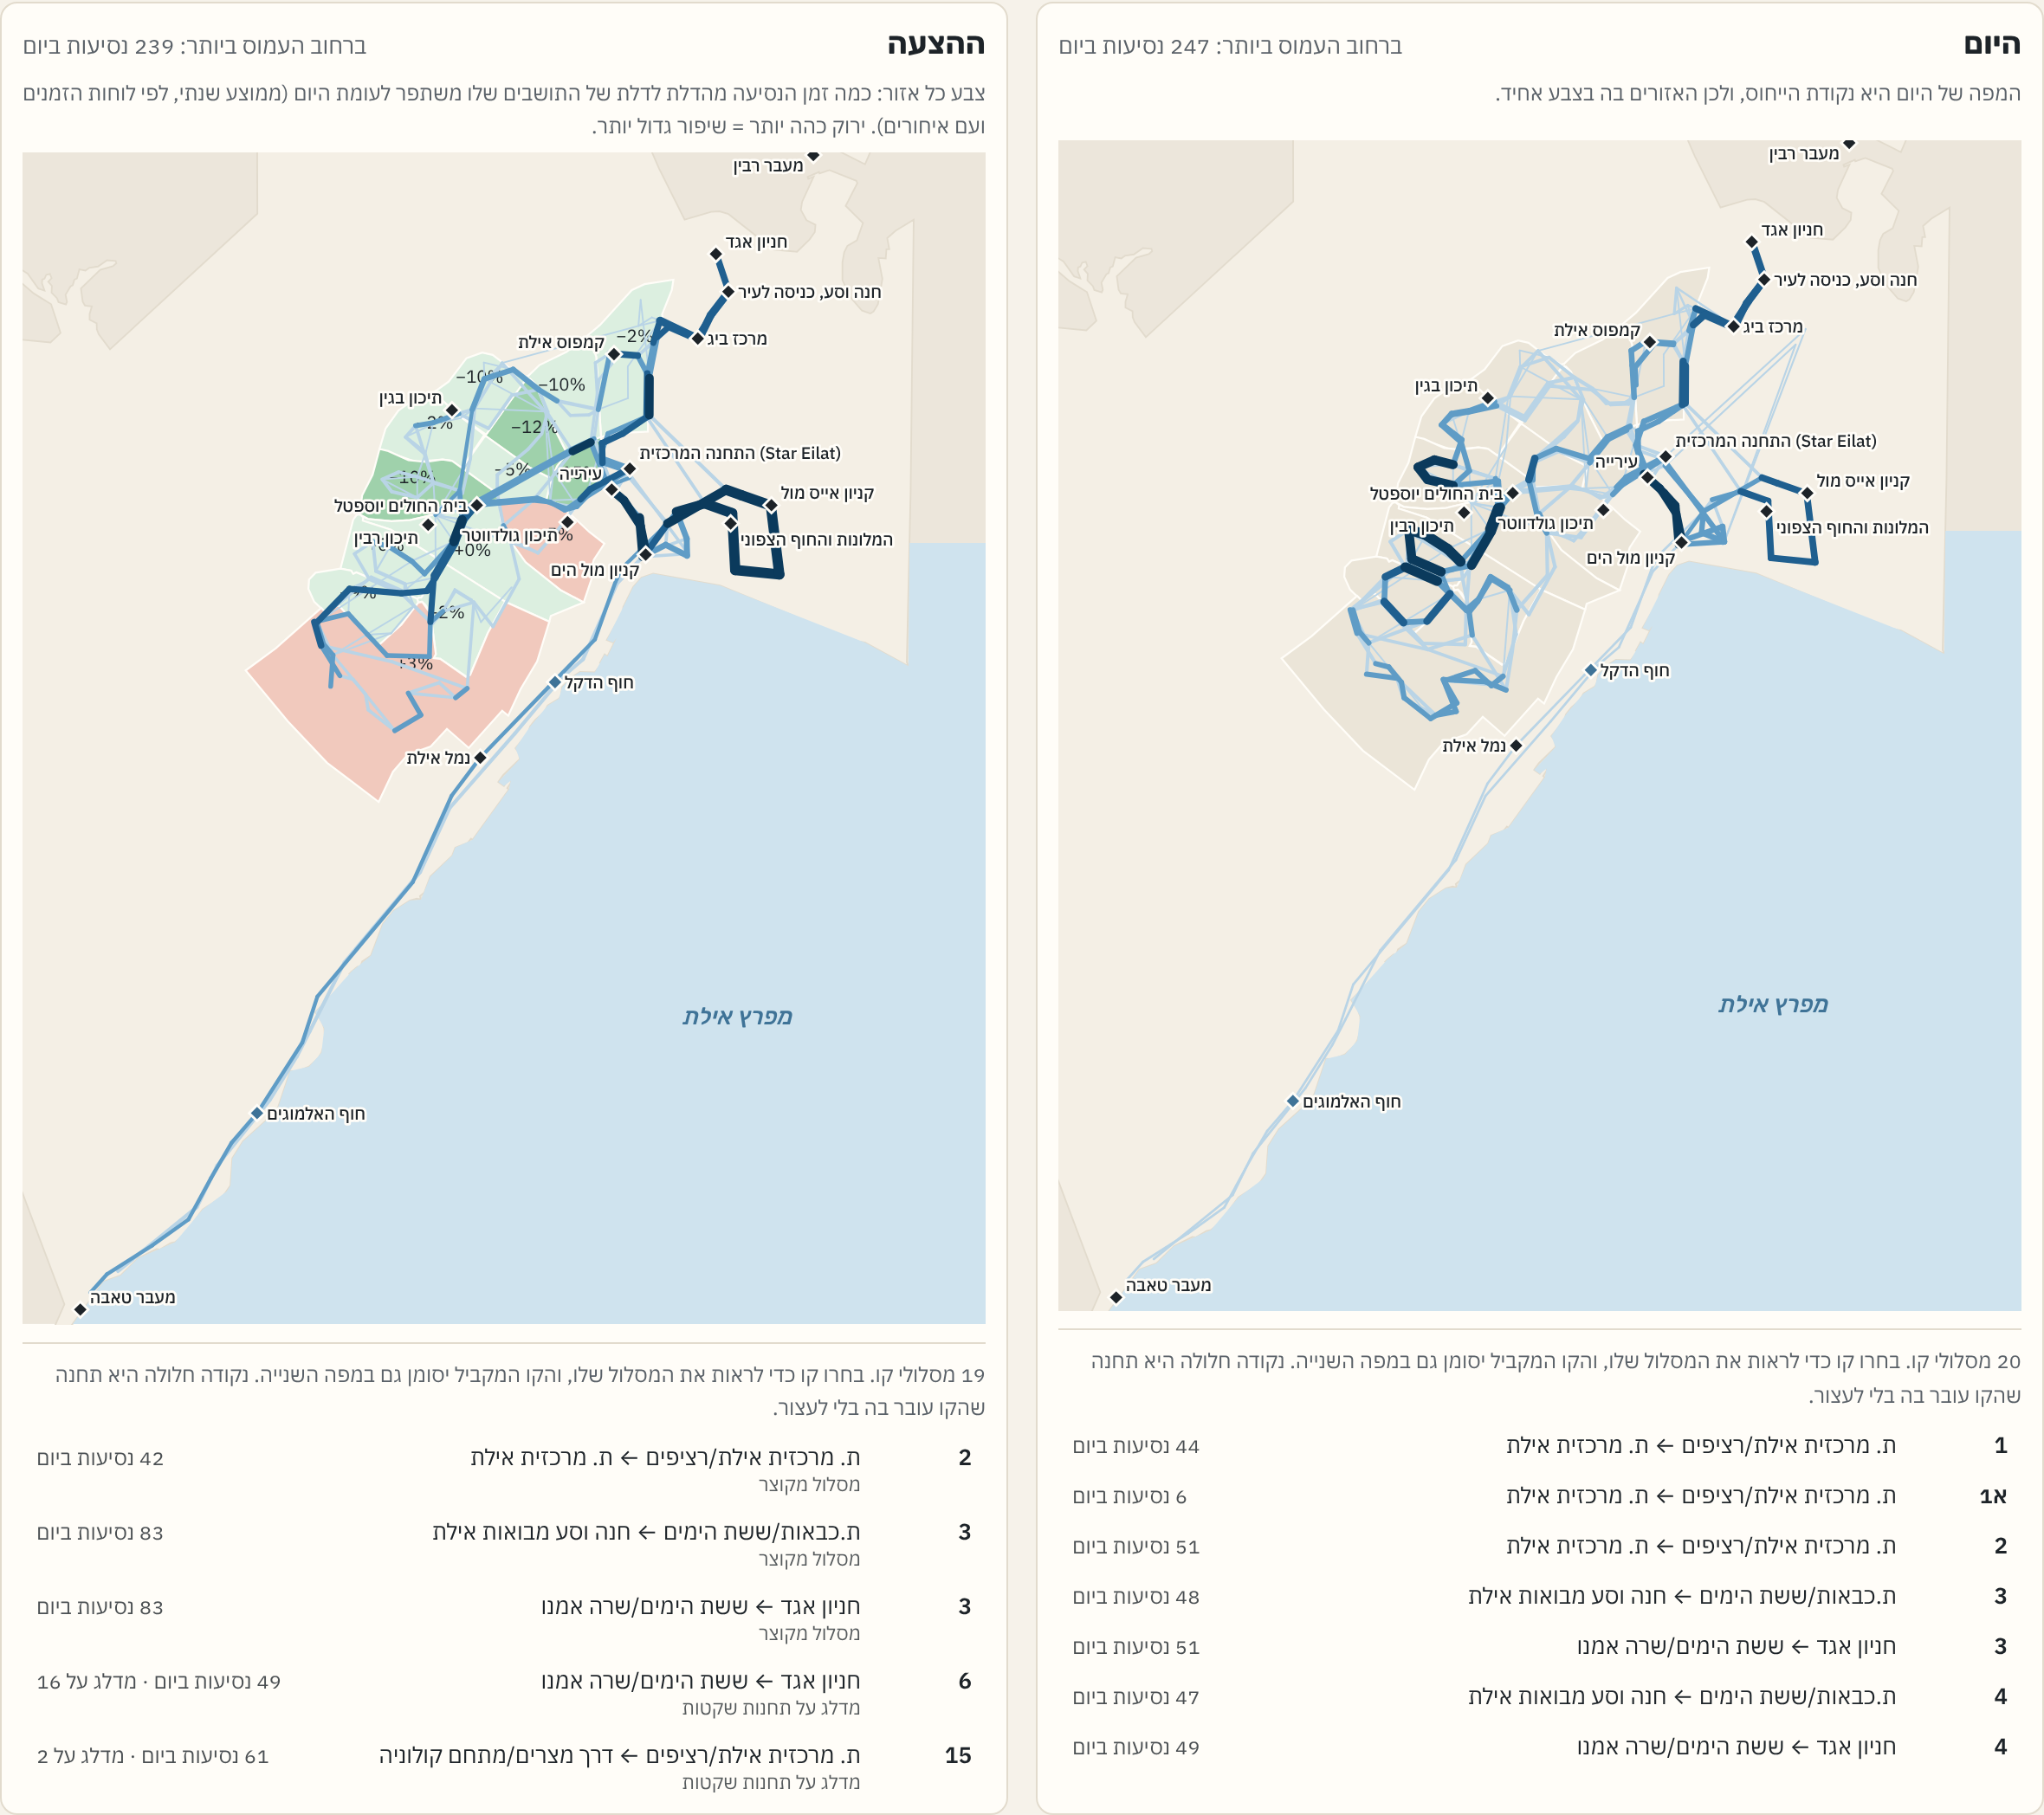 היום
ברחוב העמוס ביותר: 247 נסיעות ביום
המפה של היום היא נקודת הייחוס, ולכן האזורים בה בצבע אחיד.
מעבר רבין
חניון אגד
חנה וסע, כניסה לעיר
מרכז ביג
קמפוס אילת
תיכון בגין
התחנה המרכזית (Star Eilat)
עירייה
קניון אייס מול
בית החולים יוספטל
תיכון רבין
תיכון גולדווטר
המלונות והחוף הצפוני
קניון מול הים
חוף הדקל
נמל אילת
מפרץ אילת
חוף האלמוגים
מעבר טאבה
20 מסלולי קו. בחרו קו כדי לראות את המסלול שלו, והקו המקביל יסומן גם במפה השנייה. נקודה חלולה היא תחנה
שהקו עובר בה בלי לעצור.
1 ת. מרכזית אילת/רציפים ← ת. מרכזית אילת 44 נסיעות ביום
1א ת. מרכזית אילת/רציפים ← ת. מרכזית אילת 6 נסיעות ביום
2 ת. מרכזית אילת/רציפים ← ת. מרכזית אילת 51 נסיעות ביום
3 ת.כבאות/ששת הימים ← חנה וסע מבואות אילת 48 נסיעות ביום
3 חניון אגד ← ששת הימים/שרה אמנו 51 נסיעות ביום
4 ת.כבאות/ששת הימים ← חנה וסע מבואות אילת 47 נסיעות ביום
4 חניון אגד ← ששת הימים/שרה אמנו 49 נסיעות ביום
ההצעה
ברחוב העמוס ביותר: 239 נסיעות ביום
צבע כל אזור: כמה זמן הנסיעה מהדלת לדלת של התושבים שלו משתפר לעומת היום (ממוצע שנתי, לפי לוחות הזמנים
ועם איחורים). ירוק כהה יותר = שיפור גדול יותר.
מעבר רבין
חניון אגד
חנה וסע, כניסה לעיר
מרכז ביג
−2%
קמפוס אילת
−10%
−10%
תיכון בגין
−12%
התחנה המרכזית (Star Eilat)
−5%
עירייה
קניון אייס מול
בית החולים יוספטל
תיכון רבין
תיכון גולדווטר
המלונות והחוף הצפוני
+0%
קניון מול הים
חוף הדקל
נמל אילת
מפרץ אילת
חוף האלמוגים
מעבר טאבה
19 מסלולי קו. בחרו קו כדי לראות את המסלול שלו, והקו המקביל יסומן גם במפה השנייה. נקודה חלולה היא תחנה
שהקו עובר בה בלי לעצור.
2 ת. מרכזית אילת/רציפים ← ת. מרכזית אילת 42 נסיעות ביום
מסלול מקוצר
3 ת.כבאות/ששת הימים ← חנה וסע מבואות אילת 83 נסיעות ביום
מסלול מקוצר
3 חניון אגד ← ששת הימים/שרה אמנו 83 נסיעות ביום
מסלול מקוצר
6 חניון אגד ← ששת הימים/שרה אמנו 49 נסיעות ביום · מדלג על 16
מדלג על תחנות שקטות
15 ת. מרכזית אילת/רציפים ← דרך מצרים/מתחם קולוניה 61 נסיעות ביום · מדלג על 2
מדלג על תחנות שקטות